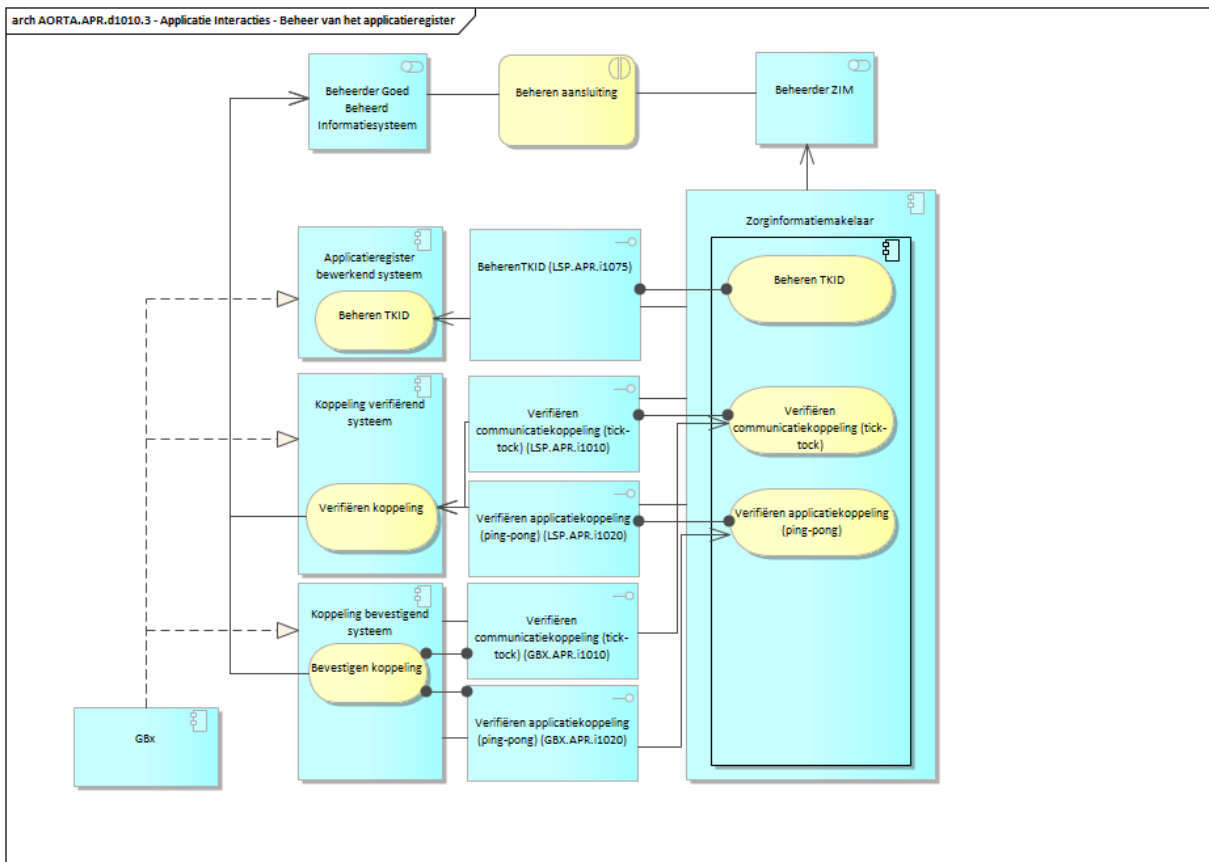 arch AORTA.APR.d1010.3 - Applicatie Interacties - Beheer van het applicatieregister
Beheerder Goed
Beheerd
Informatiesysteem
Beheren aansluiting
Beheerder ZIM
Zorginformatiemakelaar
Applicatieregister
bewerkend systeem
Beheren TKID
BeherenTKID (LSP.APR.i1075)
Beheren TKID
Koppeling verifiërend
systeem
Verifiëren koppeling
Verifiëren
communicatiekoppeling (tick-
tock) (LSP.APR.i1010)
Verifiëren
communicatiekoppeling (tick-
tock)
Verifiëren applicatiekoppeling
(ping-pong) (LSP.APR.i1020)
Verifiëren applicatiekoppeling
(ping-pong)
Koppeling bevestigend
systeem
Bevestigen koppeling
Verifiëren
communicatiekoppeling (tick-
tock) (GBX.APR.i1010)
Verifiëren applicatiekoppeling
(ping-pong) (GBX.APR.i1020)
GBx